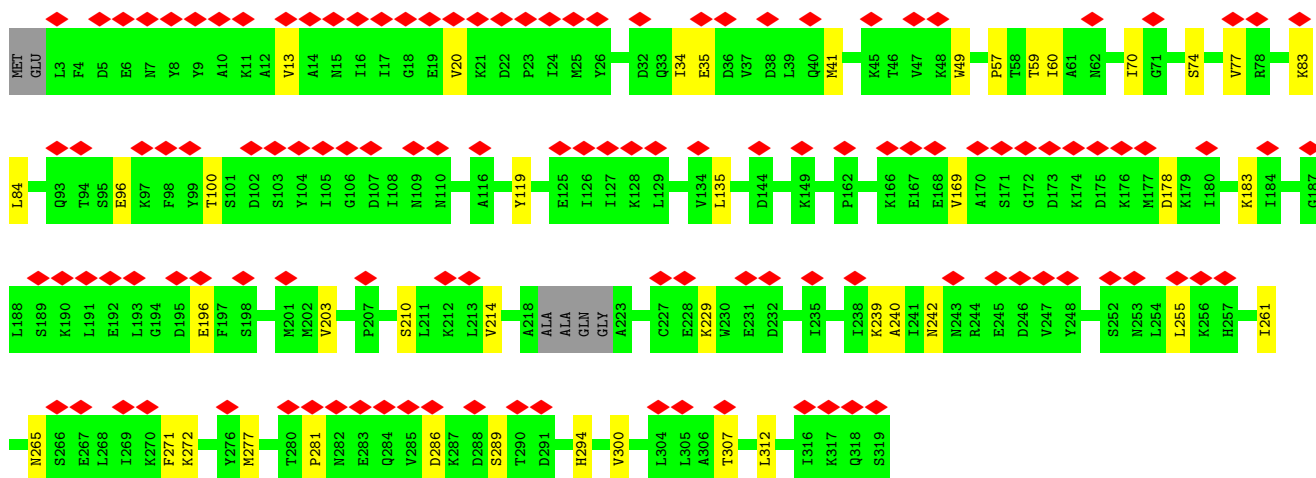 MET GLU L3 F4 D5 E6 N7 Y8 Y9 A10 K11 A12 V13 A14 N15 I16 I17 G18 E19 V20 K21 D22 P23 I24 M25 Y26 D32 Q33 I34 E35 D36 V37 D38 L39 Q40 M41 K45 T46 V47 K48 W49 P57 T58 T59 I60 A61 N62 I70 G71 S74 V77 R78 K83
L84 Q93 T94 S95 E96 K97 F98 Y99 T100 S101 D102 S103 Y104 I105 G106 D107 I108 N109 N110 A116 Y119 E125 I126 I127 K128 L129 V134 L135 D144 K149 P162 K166 E167 E168 V169 A170 S171 G172 D173 K174 D175 K176 M177 D178 K179 I180 K183 I184 G187
L188 S189 K190 L191 E192 L193 G194 D195 E196 F197 S198 M201 M202 V203 P207 S210 L211 K212 L213 V214 A218 ALA ALA GLN GLY A223 C227 E228 K229 W230 E231 D232 I235 I238 K239 A240 I241 N242 N243 R244 E245 D246 V247 Y248 S252 N253 L254 L255 K256 H257 I261
N265 S266 E267 L268 I269 K270 F271 K272 Y276 M277 T280 P281 N282 E283 Q284 V285 D286 K287 D288 S289 T290 D291 H294 V300 L304 L305 A306 T307 L312 I316 K317 Q318 S319